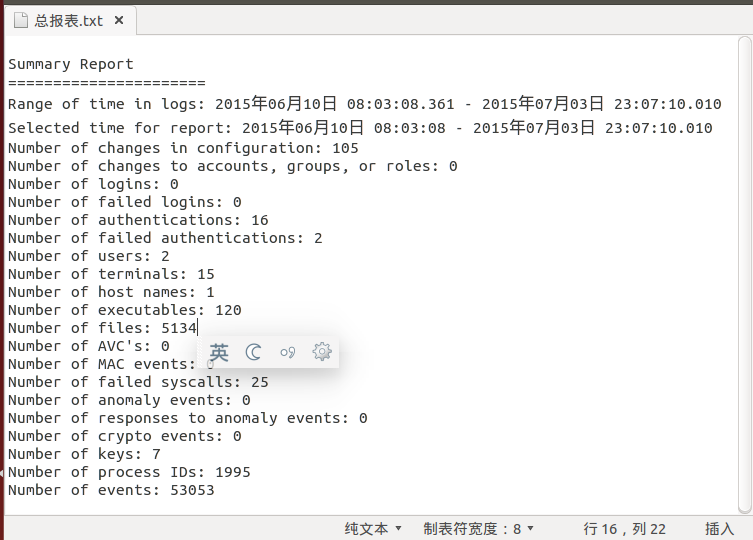 总报表.txt ×
Summary Report
======================
Range of time in logs: 2015年06月10日 08:03:08.361 - 2015年07月03日 23:07:10.010
Selected time for report: 2015年06月10日 08:03:08 - 2015年07月03日 23:07:10.010
Number of changes in configuration: 105
Number of changes to accounts, groups, or roles: 0
Number of logins: 0
Number of failed logins: 0
Number of authentications: 16
Number of failed authentications: 2
Number of users: 2
Number of terminals: 15
Number of host names: 1
Number of executables: 120
Number of files: 5134
Number of AVC's: 0
英
Number of MAC events: 0
Number of failed syscalls: 25
Number of anomaly events: 0
Number of responses to anomaly events: 0
Number of crypto events: 0
Number of keys: 7
Number of process IDs: 1995
Number of events: 53053
纯文本 制表符宽度：8 行 16，列 22 插入